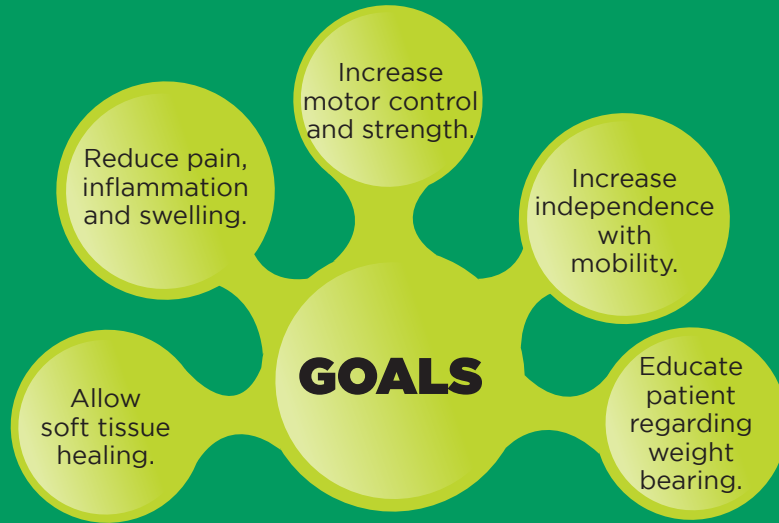 Increase
motor control
and strength.
Reduce pain,
inflammation
and swelling.
Increase
independence
with
mobility.
GOALS
Allow
soft tissue
healing.
Educate
patient
regarding
weight
bearing.